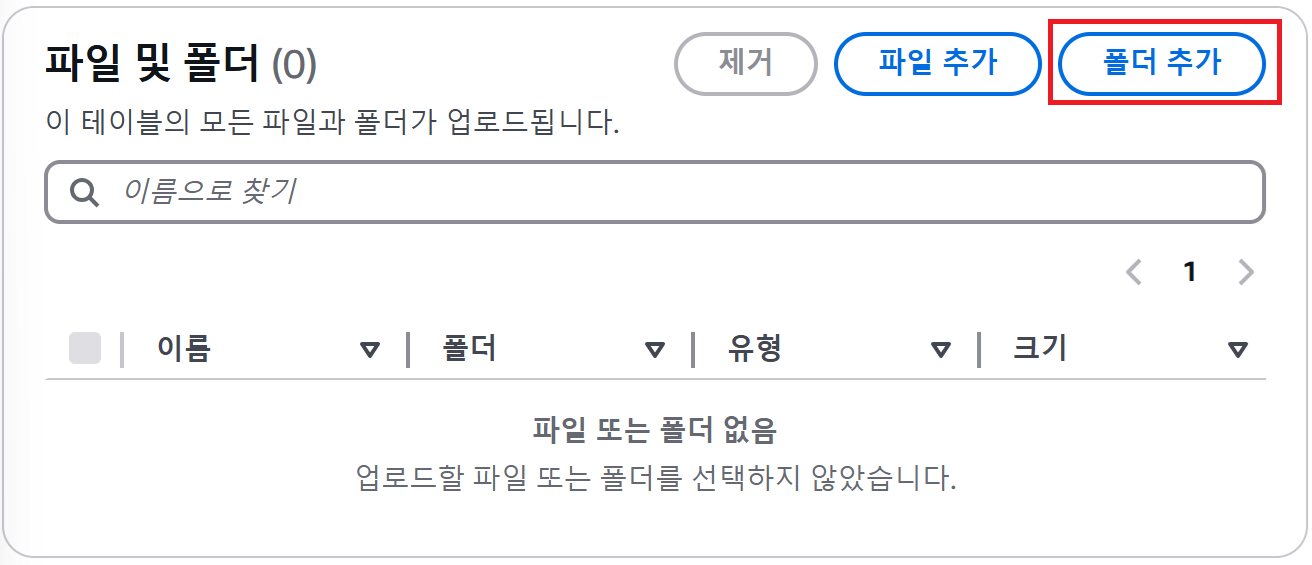 파일 및 폴더 (0)
제거
파일 추가
폴더 추가
이 테이블의 모든 파일과 폴더가 업로드됩니다.
이름으로 찾기
1
이름
폴더
유형
크기
파일 또는 폴더 없음
업로드할 파일 또는 폴더를 선택하지 않았습니다.